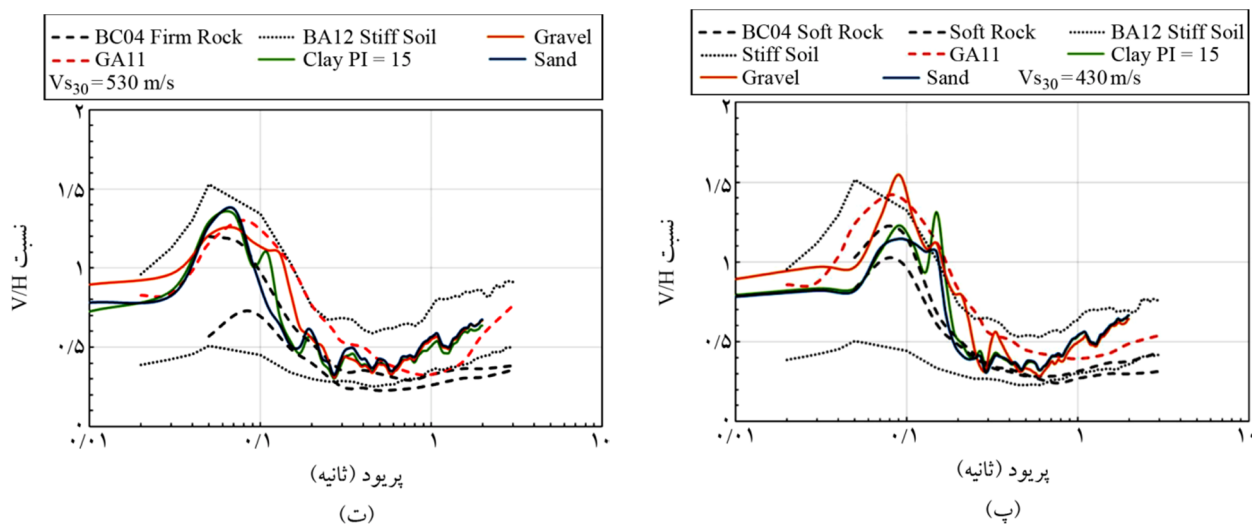 BC04 Firm Rock BA12 Stiff Soil Gravel
GA11 Clay PI = 15 Sand
Vs30 = 530 m/s
۲
۱/۵
۱
۰/۵
۰
نسبت V/H
۰/۰۱ ۰/۱ ۱ ۱۰
پریود (ثانیه)
(ت)
BC04 Soft Rock Soft Rock BA12 Stiff Soil
Stiff Soil GA11 Clay PI = 15
Gravel Sand Vs30 = 430 m/s
۲
۱/۵
۱
۰/۵
۰
نسبت V/H
۰/۰۱ ۰/۱ ۱ ۱۰
پریود (ثانیه)
(پ)